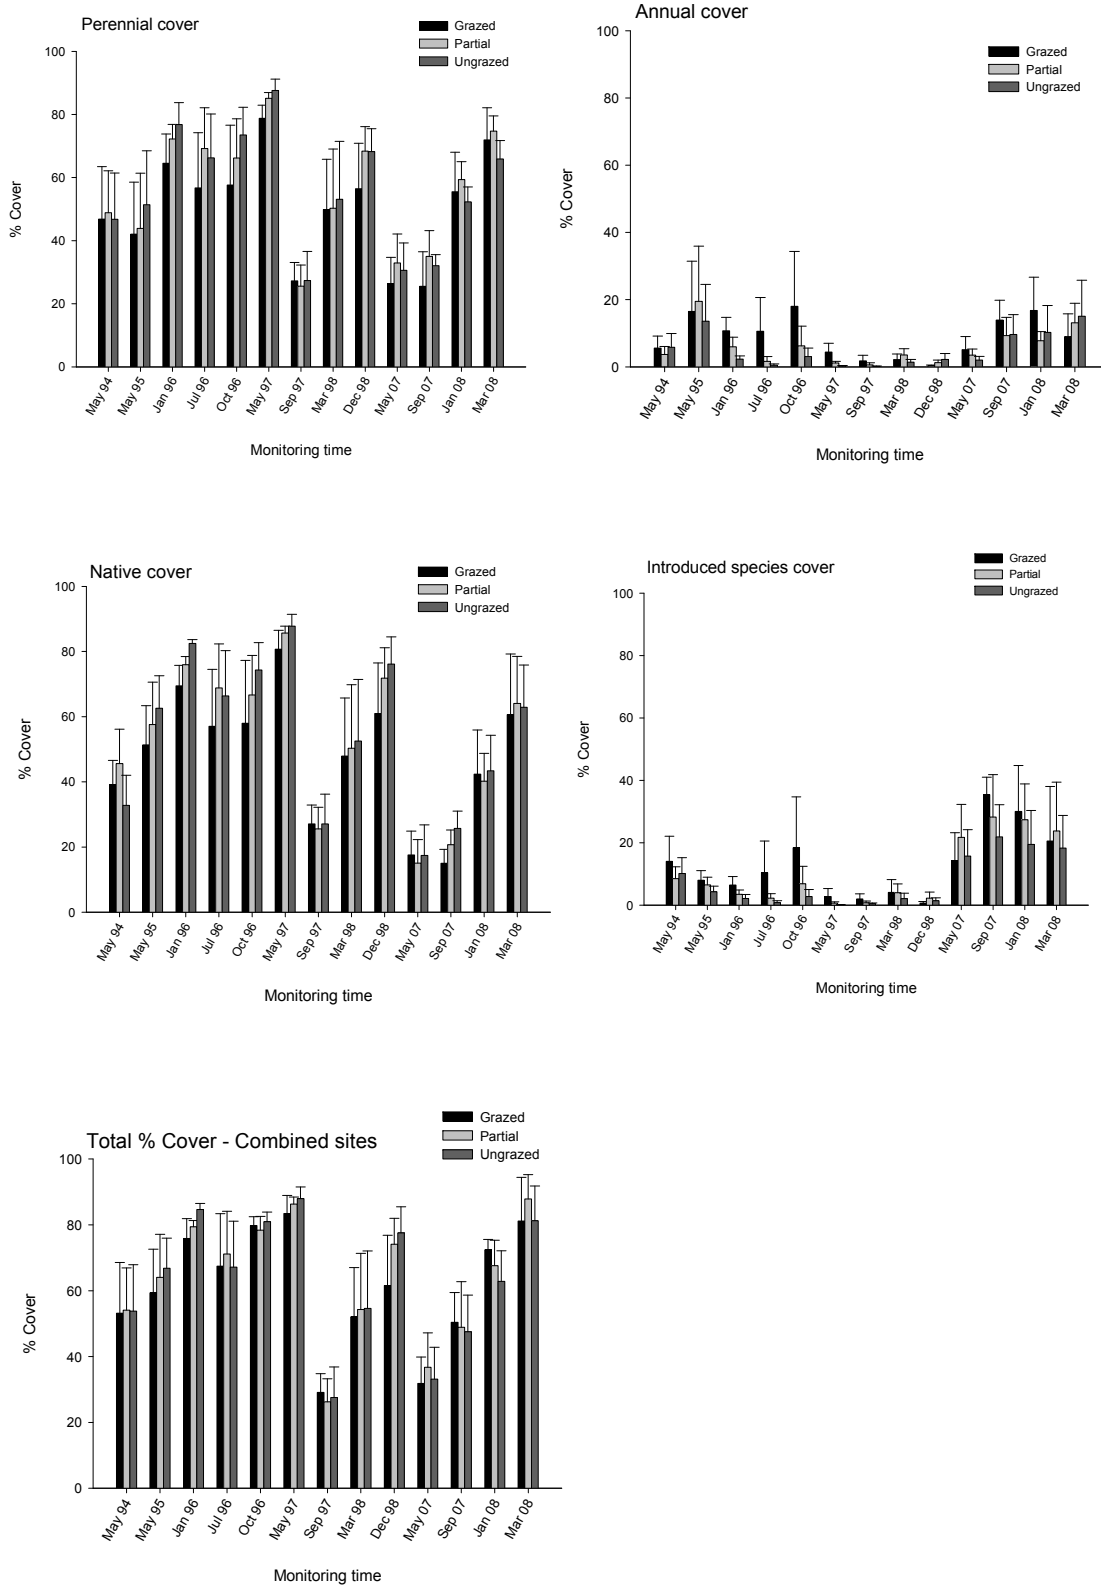 Perennial cover
Grazed
Partial
Ungrazed
100
80
60
40
20
0
% Cover
May 94
May 95
Jan 96
Jul 96
Oct 96
May 97
Sep 97
Mar 98
Dec 98
May 07
Sep 07
Jan 08
Mar 08
Monitoring time
Annual cover
Grazed
Partial
Ungrazed
100
80
60
40
20
0
% Cover
May 94
May 95
Jan 96
Jul 96
Oct 96
May 97
Sep 97
Mar 98
Dec 98
May 07
Sep 07
Jan 08
Mar 08
Monitoring time
Native cover
Grazed
Partial
Ungrazed
100
80
60
40
20
0
% Cover
May 94
May 95
Jan 96
Jul 96
Oct 96
May 97
Sep 97
Mar 98
Dec 98
May 07
Sep 07
Jan 08
Mar 08
Monitoring time
Introduced species cover
Grazed
Partial
Ungrazed
100
80
60
40
20
0
% Cover
May 94
May 95
Jan 96
Jul 96
Oct 96
May 97
Sep 97
Mar 98
Dec 98
May 07
Sep 07
Jan 08
Mar 08
Monitoring time
Total % Cover - Combined sites
Grazed
Partial
Ungrazed
100
80
60
40
20
0
% Cover
May 94
May 95
Jan 96
Jul 96
Oct 96
May 97
Sep 97
Mar 98
Dec 98
May 07
Sep 07
Jan 08
Mar 08
Monitoring time